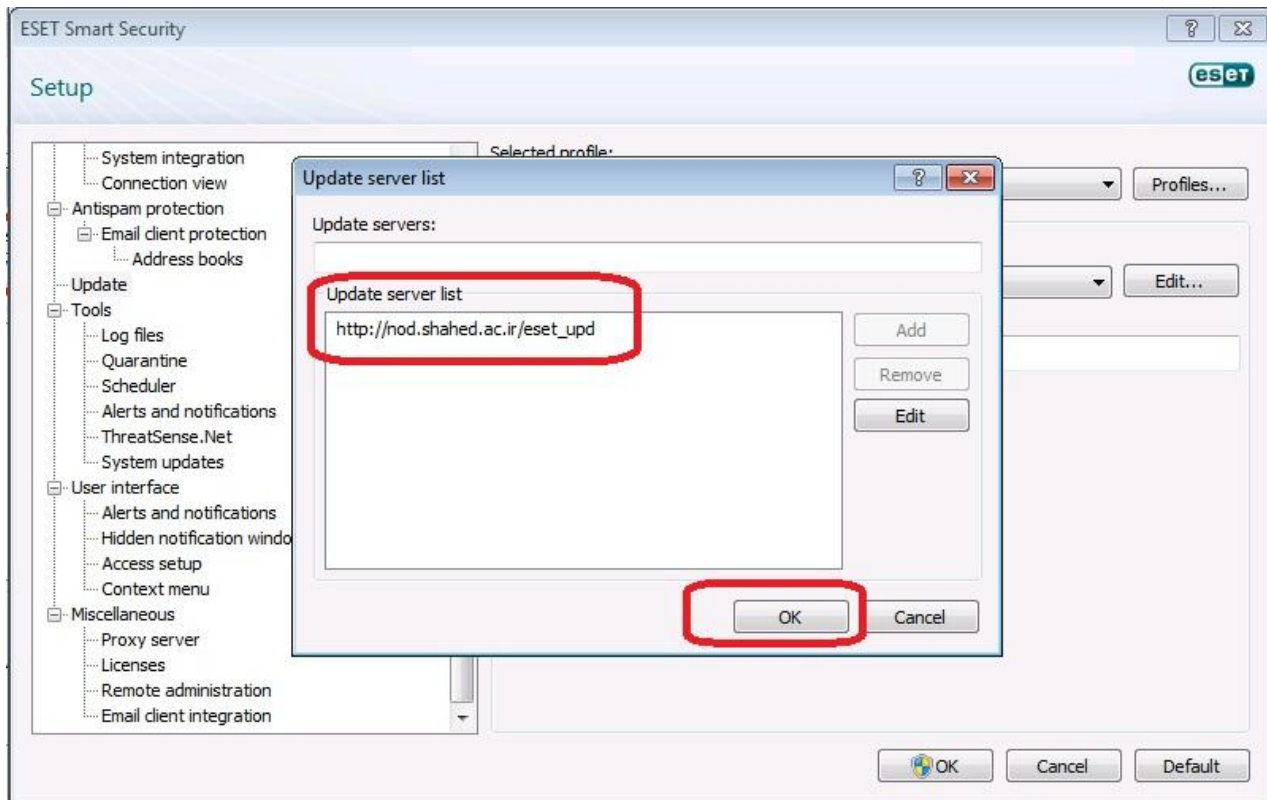 ESET Smart Security
Setup
eset
System integration
Connection view
Antispam protection
Email client protection
Address books
Update
Tools
Log files
Quarantine
Scheduler
Alerts and notifications
ThreatSense.Net
System updates
User interface
Alerts and notifications
Hidden notification windo
Access setup
Context menu
Miscellaneous
Proxy server
Licenses
Remote administration
Email client integration
Selected profile:
Profiles...
Edit...
Update server list
Update servers:
Update server list
http://nod.shahed.ac.ir/eset_upd
Add
Remove
Edit
OK
Cancel
OK
Cancel
Default